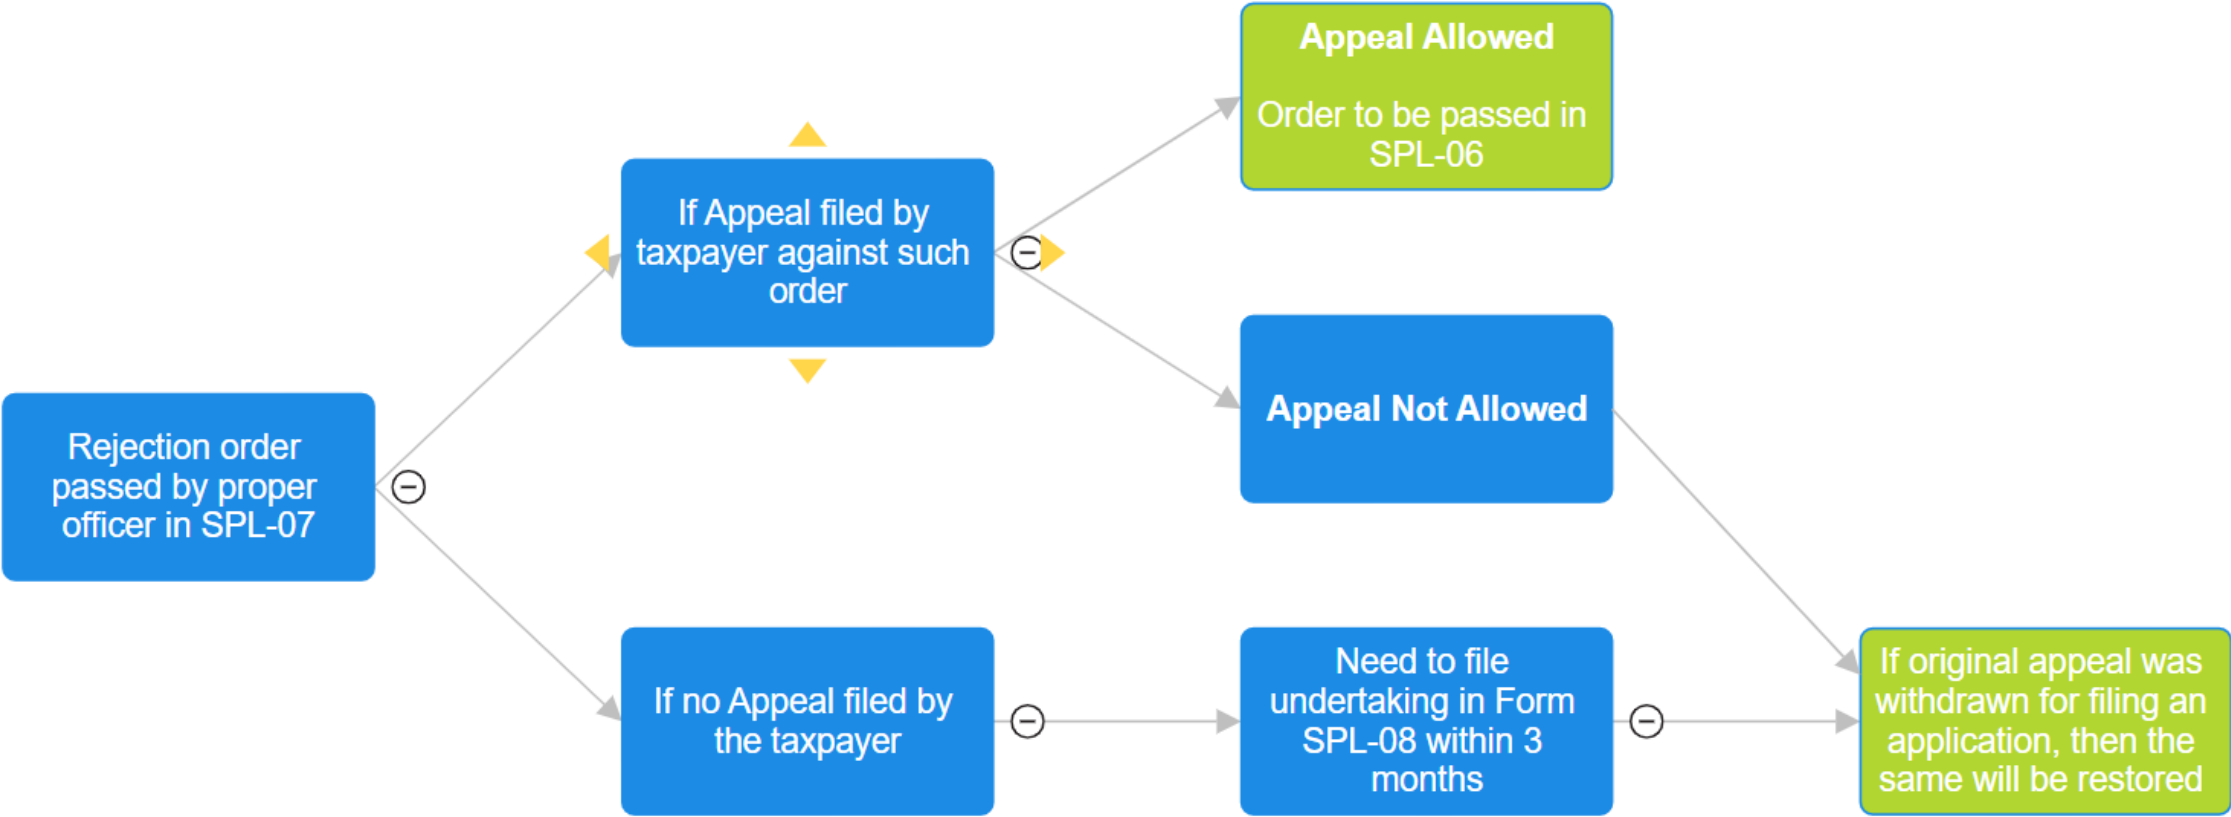 Rejection order
passed by proper
officer in SPL-07
If Appeal filed by
taxpayer against such
order
Appeal Allowed
Order to be passed in
SPL-06
Appeal Not Allowed
If no Appeal filed by
the taxpayer
Need to file
undertaking in Form
SPL-08 within 3
months
If original appeal was
withdrawn for filing an
application, then the
same will be restored